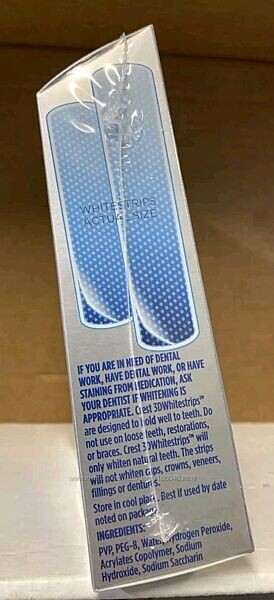 WHITESTRIPS
ACTUAL SIZE
IF YOU ARE IN NEED OF DENTAL
WORK, HAVE DENTAL WORK, OR HAVE
STAINING FROM MEDICATION, ASK
YOUR DENTIST IF WHITENING IS
APPROPRIATE. Crest 3DWhitestrips™
are designed to hold well to teeth. Do
not use on loose teeth, restorations,
or braces. Crest 3DWhitestrips™ will
only whiten natural teeth. The strips
will not whiten caps, crowns, veneers,
fillings or dentures.
Store in cool place. Best if used by date
noted on package.
INGREDIENTS:
PVP, PEG-8, Water, Hydrogen Peroxide,
Acrylates Copolymer, Sodium
Hydroxide, Sodium Saccharin